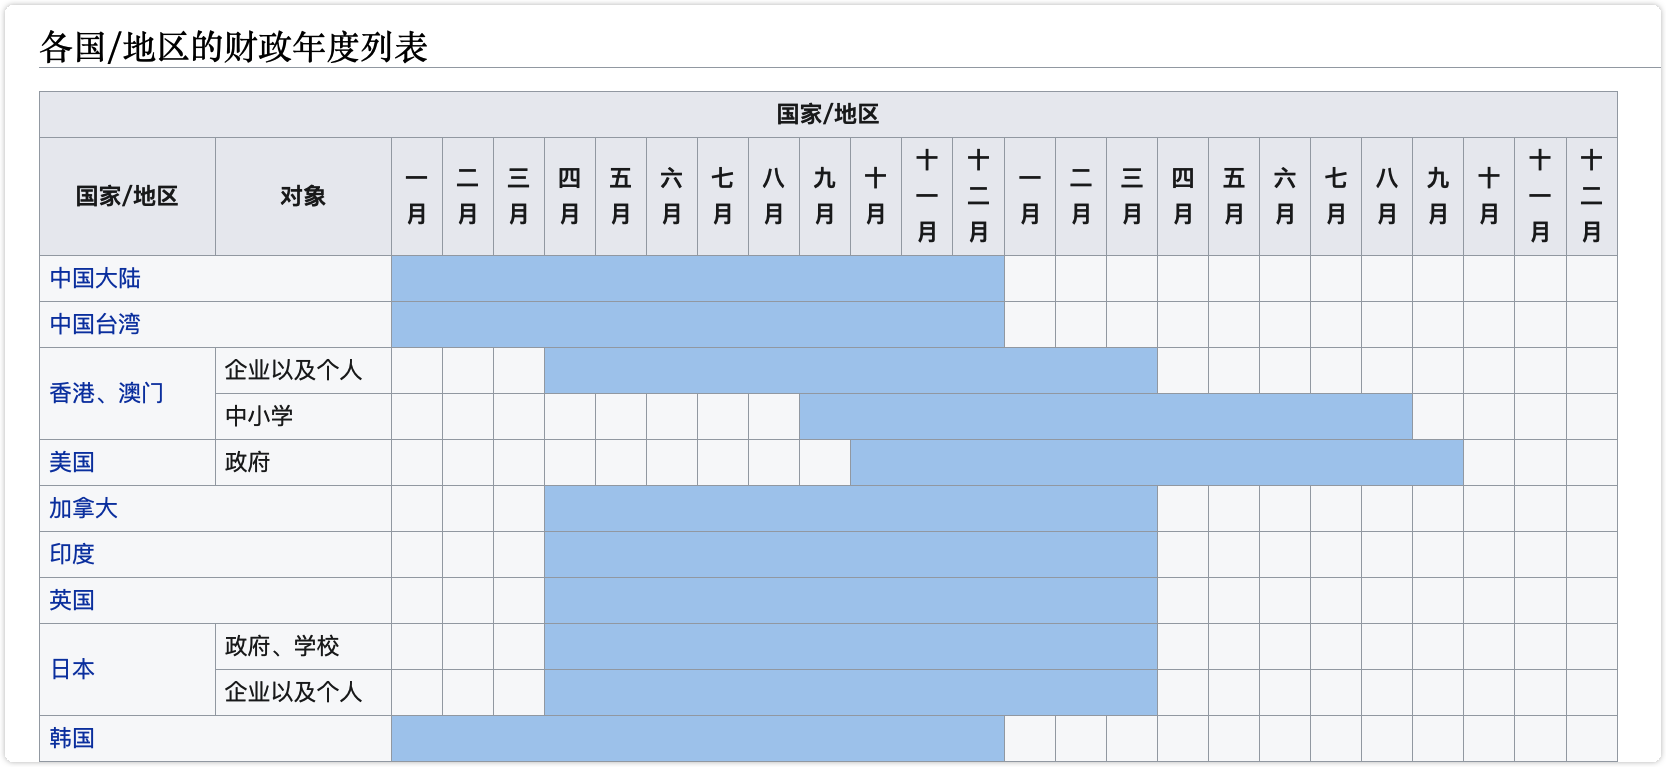 各国/地区的财政年度列表
国家/地区
国家/地区 对象 一月 二月 三月 四月 五月 六月 七月 八月 九月 十月 十一月 十二月 一月 二月 三月 四月 五月 六月 七月 八月 九月 十月 十一月 十二月
中国大陆
中国台湾
香港、澳门 企业以及个人
中小学
美国 政府
加拿大
印度
英国
日本 政府、学校
企业以及个人
韩国